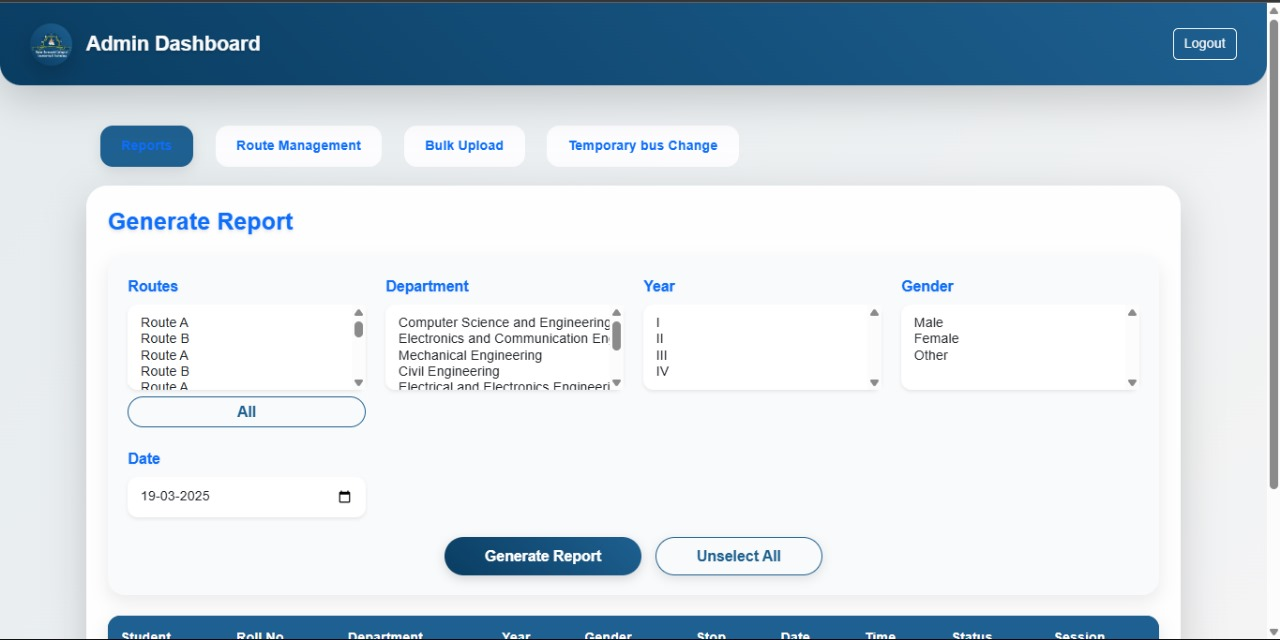 Admin Dashboard
Logout
Reports
Route Management
Bulk Upload
Temporary bus Change
Generate Report
Routes
Department
Year
Gender
Route A
Route B
Route A
Route B
Route A
Computer Science and Engineering
Electronics and Communication En
Mechanical Engineering
Civil Engineering
Electrical and Electronics Engineeri
I
II
III
IV
Male
Female
Other
All
Date
19-03-2025
Generate Report
Unselect All
Student Roll No Department Year Gender Stop Date Time Status Session